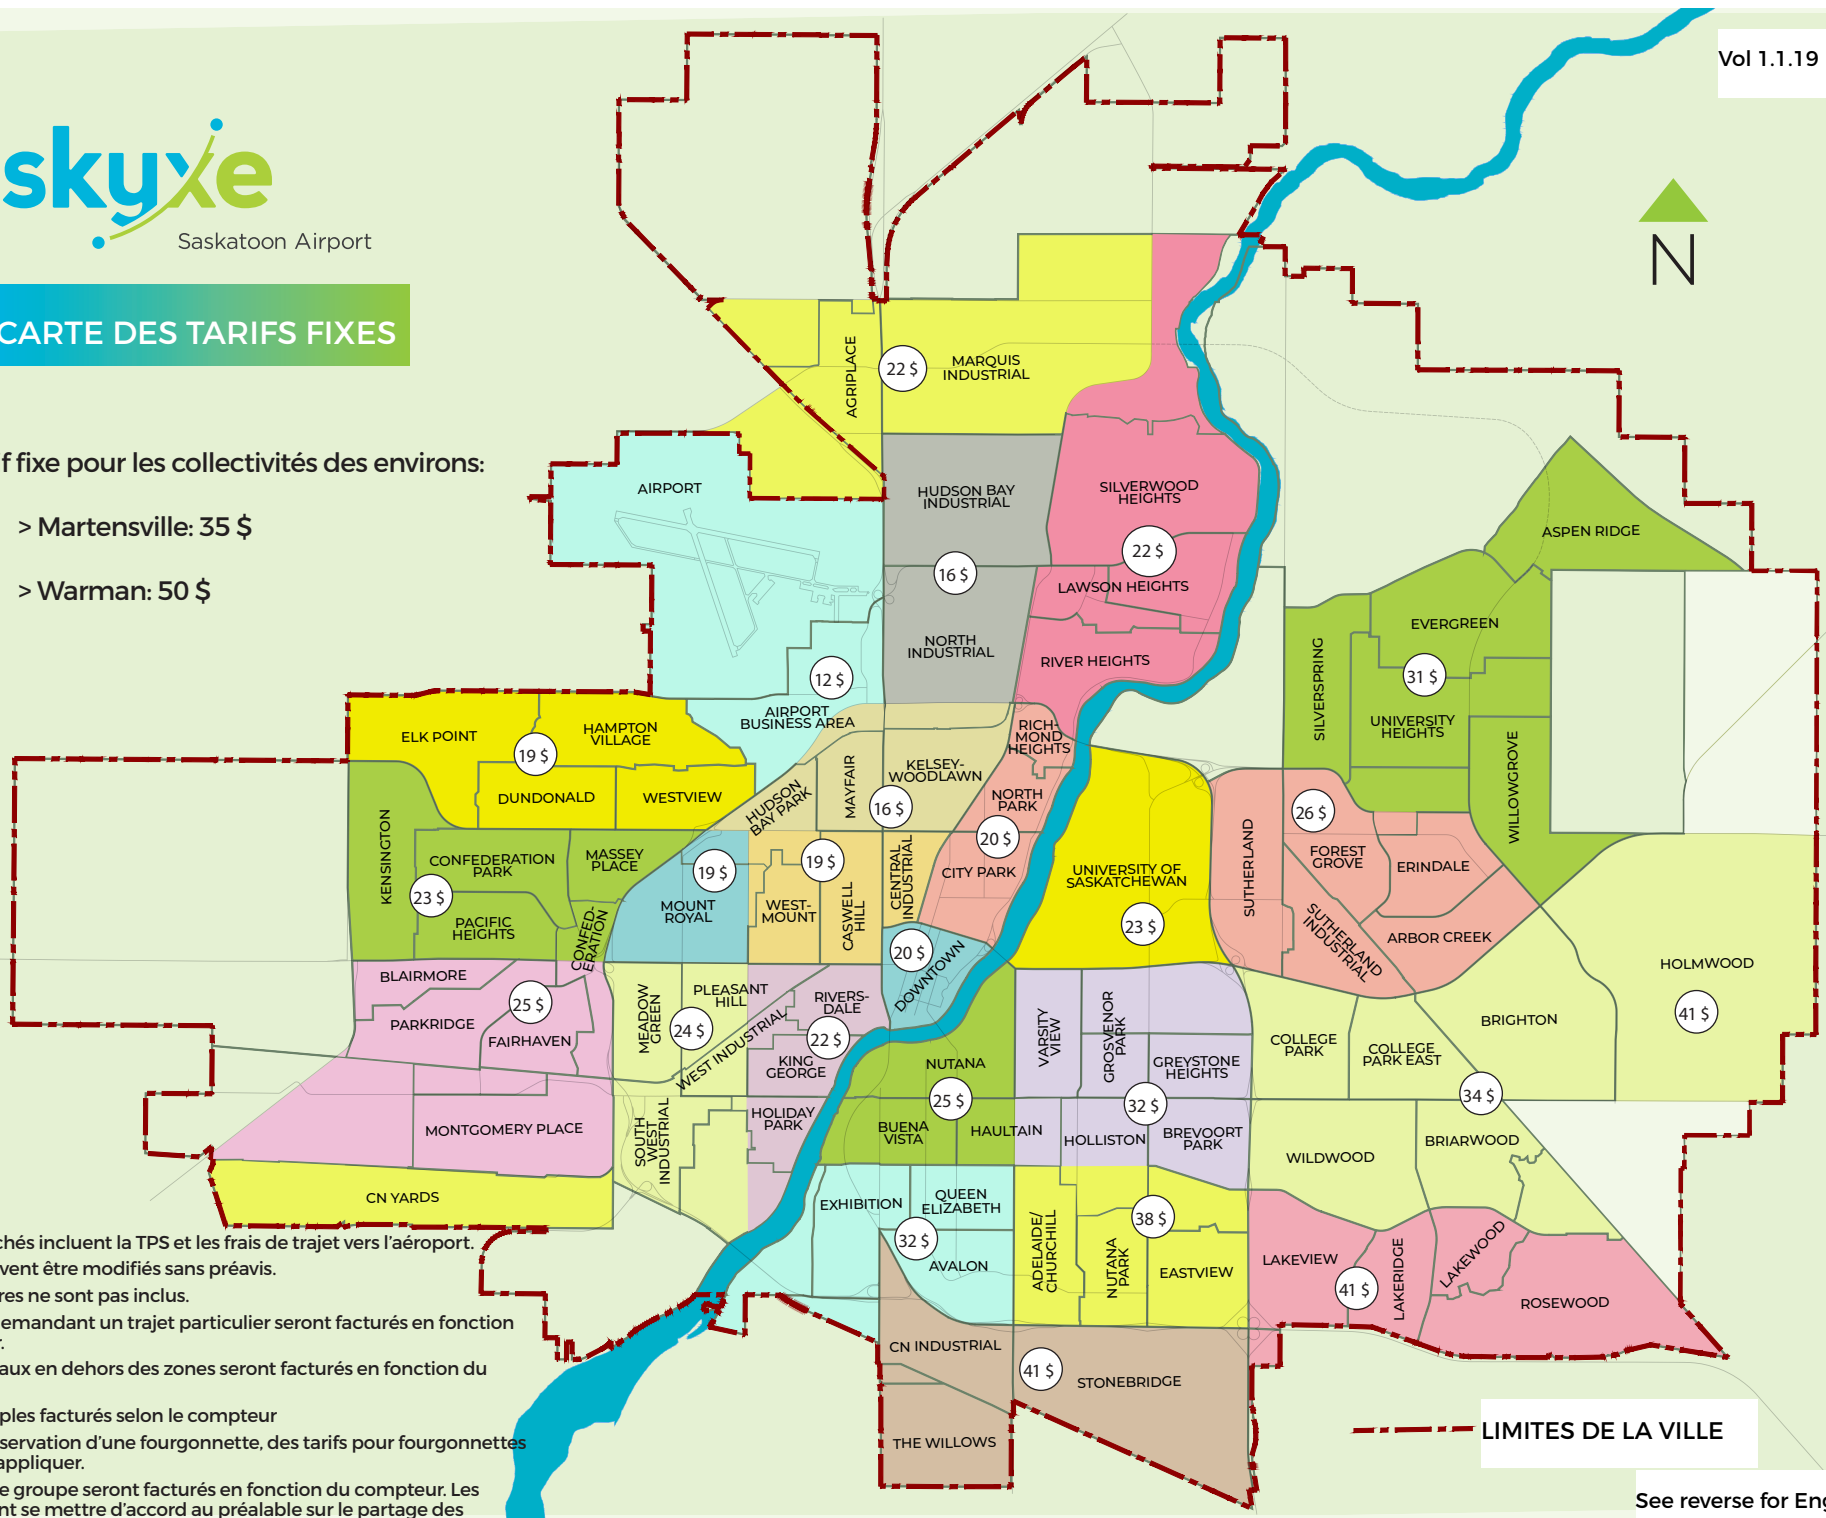 Vol 1.1.19
skyxe
Saskatoon Airport
N
CARTE DES TARIFS FIXES
f fixe pour les collectivités des environs:
> Martensville: 35 $
> Warman: 50 $
AGRIPLACE
22 $
MARQUIS
INDUSTRIAL
AIRPORT
HUDSON BAY
INDUSTRIAL
SILVERWOOD
HEIGHTS
22 $
ASPEN RIDGE
16 $
LAWSON HEIGHTS
NORTH
INDUSTRIAL
RIVER HEIGHTS
EVERGREEN
SILVERSPRING
31 $
UNIVERSITY
HEIGHTS
WILLOWGROVE
12 $
AIRPORT
BUSINESS AREA
ELK POINT
HAMPTON
VILLAGE
19 $
DUNDONALD
WESTVIEW
HUDSON
BAY PARK
MAYFAIR
KELSEY-
WOODLAWN
16 $
RICH-
MOND
HEIGHTS
NORTH
PARK
20 $
CITY PARK
KENSINGTON
CONFEDERATION
PARK
MASSEY
PLACE
23 $
PACIFIC
HEIGHTS
CONFED-
ERATION
19 $
MOUNT
ROYAL
19 $
WEST-
MOUNT
CASWELL
HILL
CENTRAL
INDUSTRIAL
20 $
DOWNTOWN
UNIVERSITY OF
SASKATCHEWAN
23 $
SUTHERLAND
26 $
FOREST
GROVE
ERINDALE
SUTHERLAND
INDUSTRIAL
ARBOR CREEK
HOLMWOOD
41 $
BLAIRMORE
PARKRIDGE
25 $
FAIRHAVEN
MEADOW
GREEN
PLEASANT
HILL
24 $
WEST INDUSTRIAL
RIVERS-
DALE
22 $
KING
GEORGE
NUTANA
25 $
VARSITY
VIEW
GROSVENOR
PARK
GREYSTONE
HEIGHTS
32 $
COLLEGE
PARK
COLLEGE
PARK EAST
BRIGHTON
34 $
MONTGOMERY PLACE
SOUTH
WEST
INDUSTRIAL
HOLIDAY
PARK
BUENA
VISTA
HAULTAIN
HOLLISTON
BREVOORT
PARK
WILDWOOD
BRIARWOOD
CN YARDS
EXHIBITION
QUEEN
ELIZABETH
32 $
AVALON
ADELAIDE/
CHURCHILL
NUTANA
PARK
38 $
EASTVIEW
LAKEVIEW
41 $
LAKERIDGE
LAKEWOOD
ROSEWOOD
CN INDUSTRIAL
41 $
STONEBRIDGE
THE WILLOWS
chés incluent la TPS et les frais de trajet vers l'aéroport.
vent être modifiés sans préavis.
res ne sont pas inclus.
emandant un trajet particulier seront facturés en fonction
r.
aux en dehors des zones seront facturés en fonction du
ples facturés selon le compteur
servation d'une fourgonnette, des tarifs pour fourgonnettes
appliquer.
e groupe seront facturés en fonction du compteur. Les
nt se mettre d'accord au préalable sur le partage des
LIMITES DE LA VILLE
See reverse for Eng